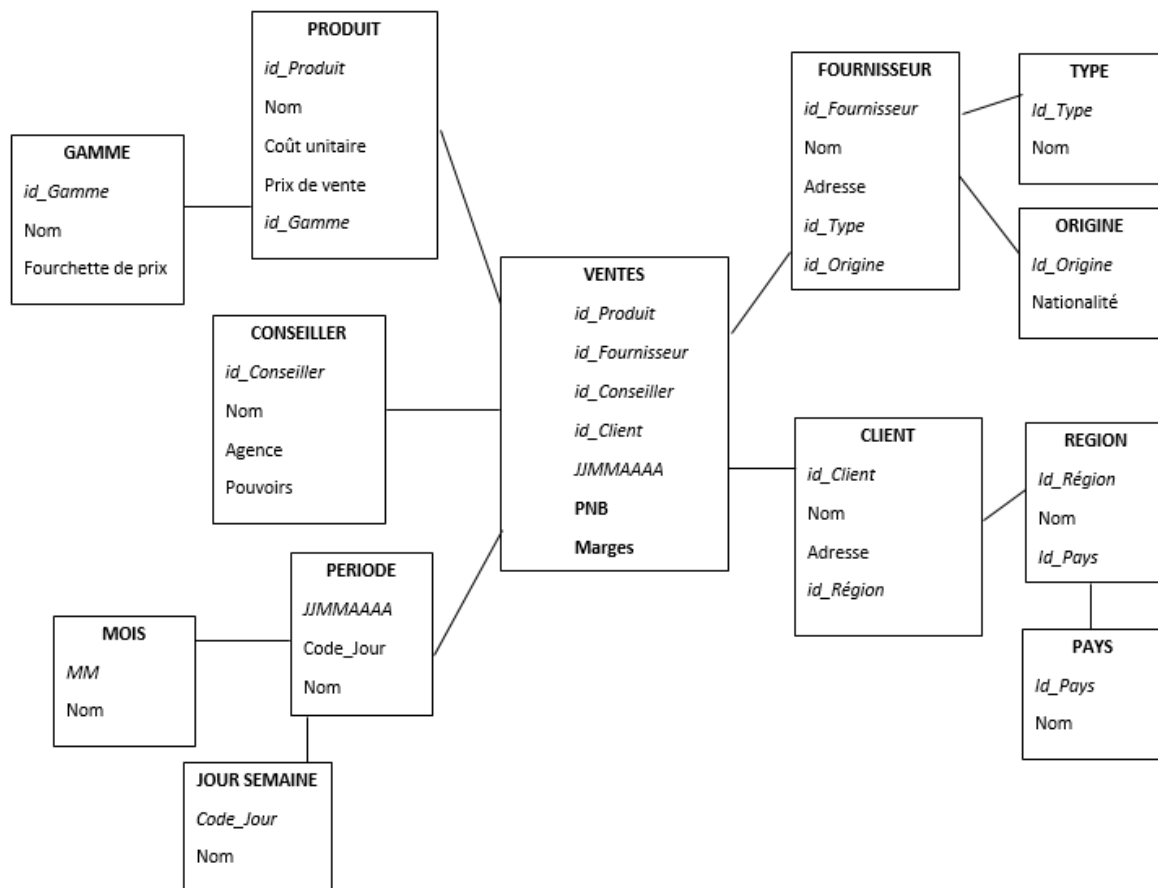 PRODUIT
id_Produit
Nom
Coût unitaire
Prix de vente
id_Gamme
GAMME
id_Gamme
Nom
Fourchette de prix
CONSEILLER
id_Conseiller
Nom
Agence
Pouvoirs
PERIODE
JJMMAAAA
Code_Jour
Nom
MOIS
MM
Nom
JOUR SEMAINE
Code_Jour
Nom
VENTES
id_Produit
id_Fournisseur
id_Conseiller
id_Client
JJMMAAAA
PNB
Marges
FOURNISSEUR
id_Fournisseur
Nom
Adresse
id_Type
id_Origine
TYPE
Id_Type
Nom
ORIGINE
Id_Origine
Nationalité
CLIENT
id_Client
Nom
Adresse
id_Région
REGION
Id_Région
Nom
Id_Pays
PAYS
Id_Pays
Nom